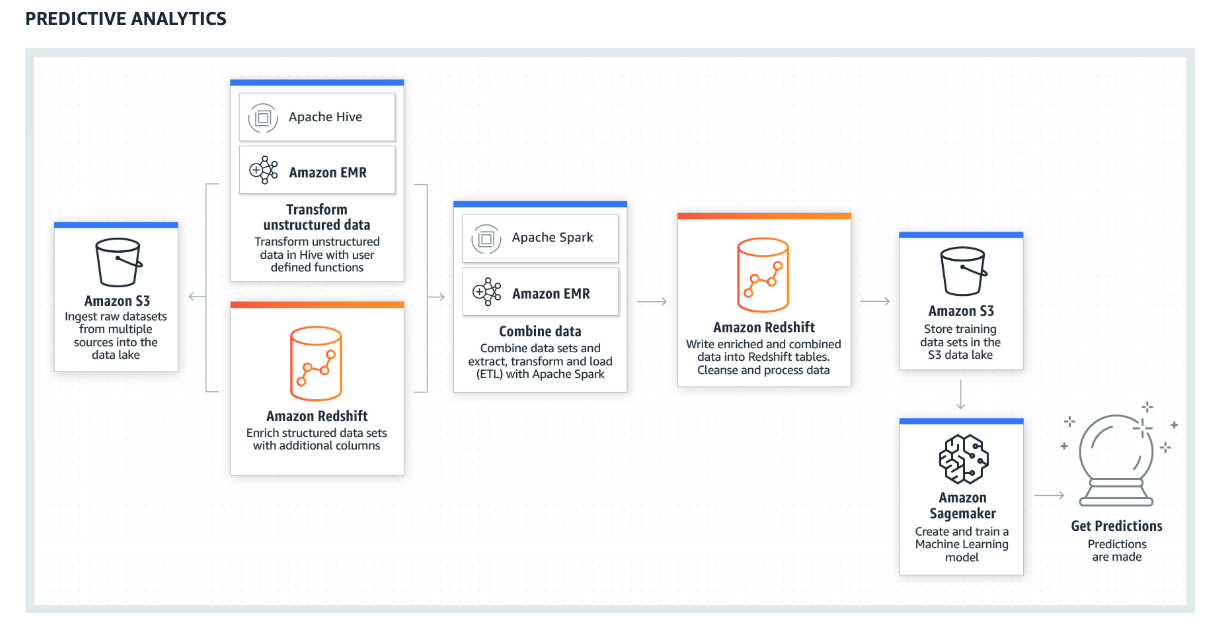 PREDICTIVE ANALYTICS
Amazon S3
Ingest raw datasets
from multiple
sources into the
data lake
Apache Hive
Amazon EMR
Transform
unstructured data
Transform unstructured
data in Hive with user
defined functions
Amazon Redshift
Enrich structured data sets
with additional columns
Apache Spark
Amazon EMR
Combine data
Combine data sets and
extract, transform and load
(ETL) with Apache Spark
Amazon Redshift
Write enriched and combined
data into Redshift tables.
Cleanse and process data
Amazon S3
Store training
data sets in the
S3 data lake
Amazon
Sagemaker
Create and train a
Machine Learning
model
Get Predictions
Predictions
are made